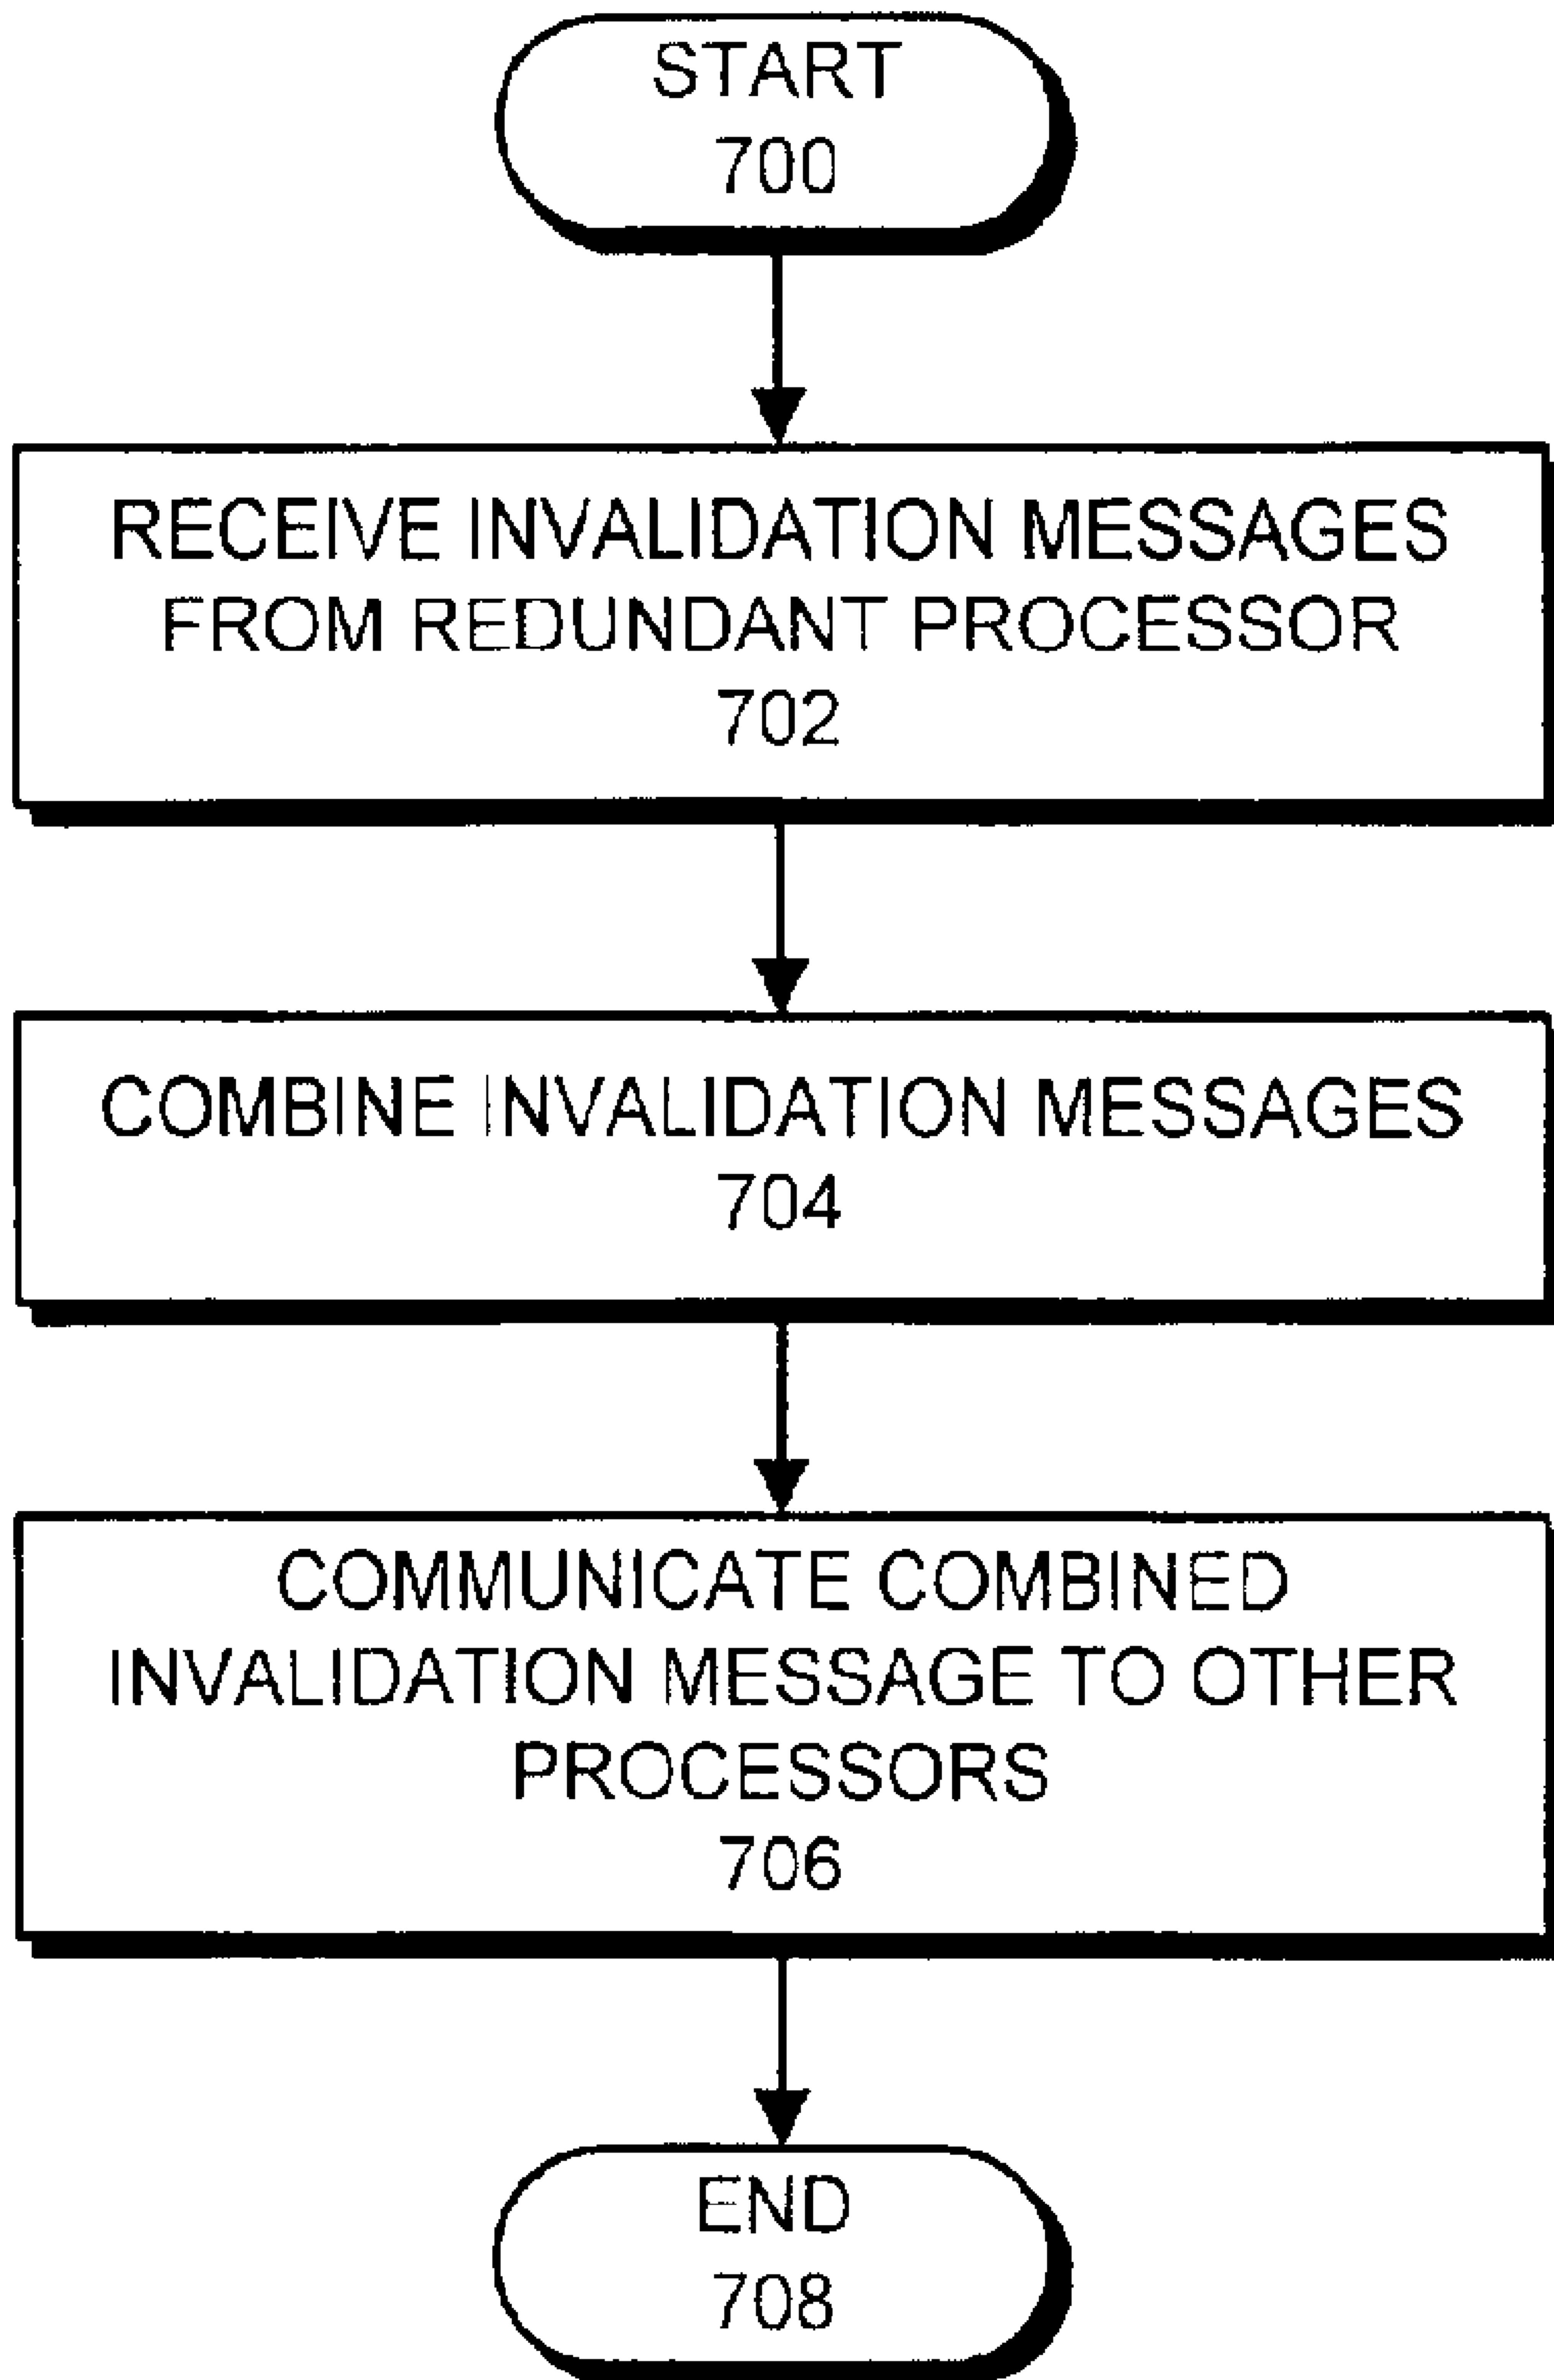 START
700
RECEIVE INVALIDATION MESSAGES
FROM REDUNDANT PROCESSOR
702
COMBINE INVALIDATION MESSAGES
704
COMMUNICATE COMBINED
INVALIDATION MESSAGE TO OTHER
PROCESSORS
706
END
708